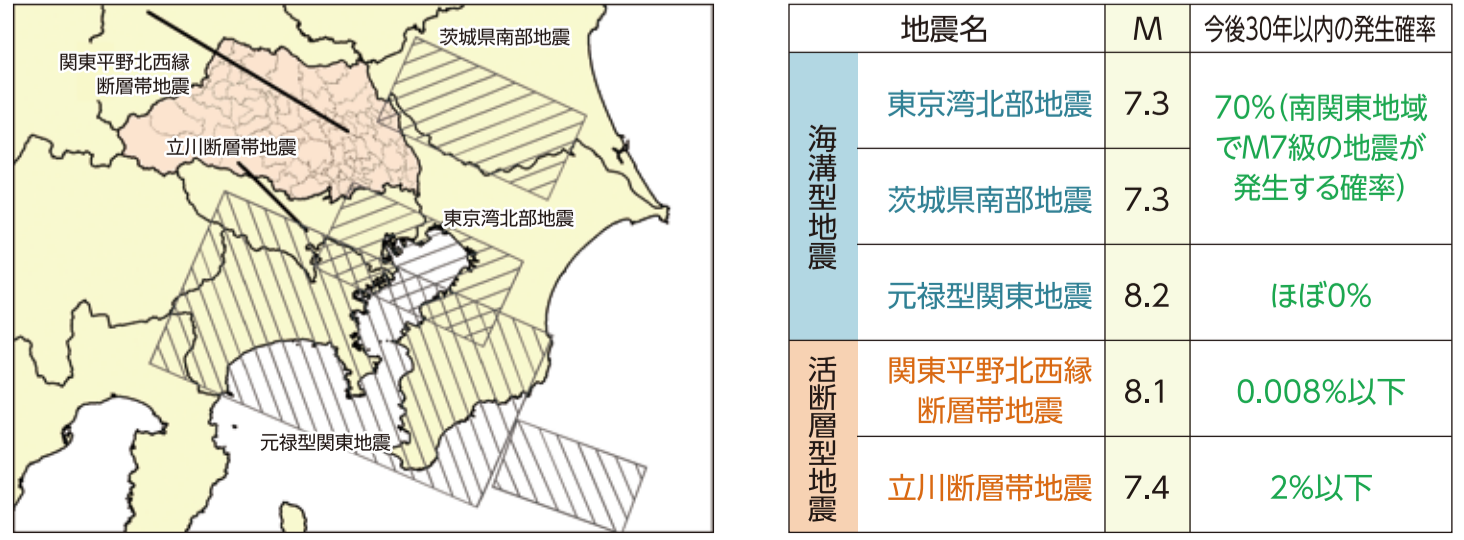 茨城県南部地震
関東平野北西縁
断層帯地震
立川断層帯地震
東京湾北部地震
元禄型関東地震
地震名
M
今後30年以内の発生確率
海溝型地震
東京湾北部地震
7.3
70%(南関東地域
でM7級の地震が
発生する確率)
茨城県南部地震
7.3
元禄型関東地震
8.2
ほぼ0%
活断層型地震
関東平野北西縁
断層帯地震
8.1
0.008%以下
立川断層帯地震
7.4
2%以下